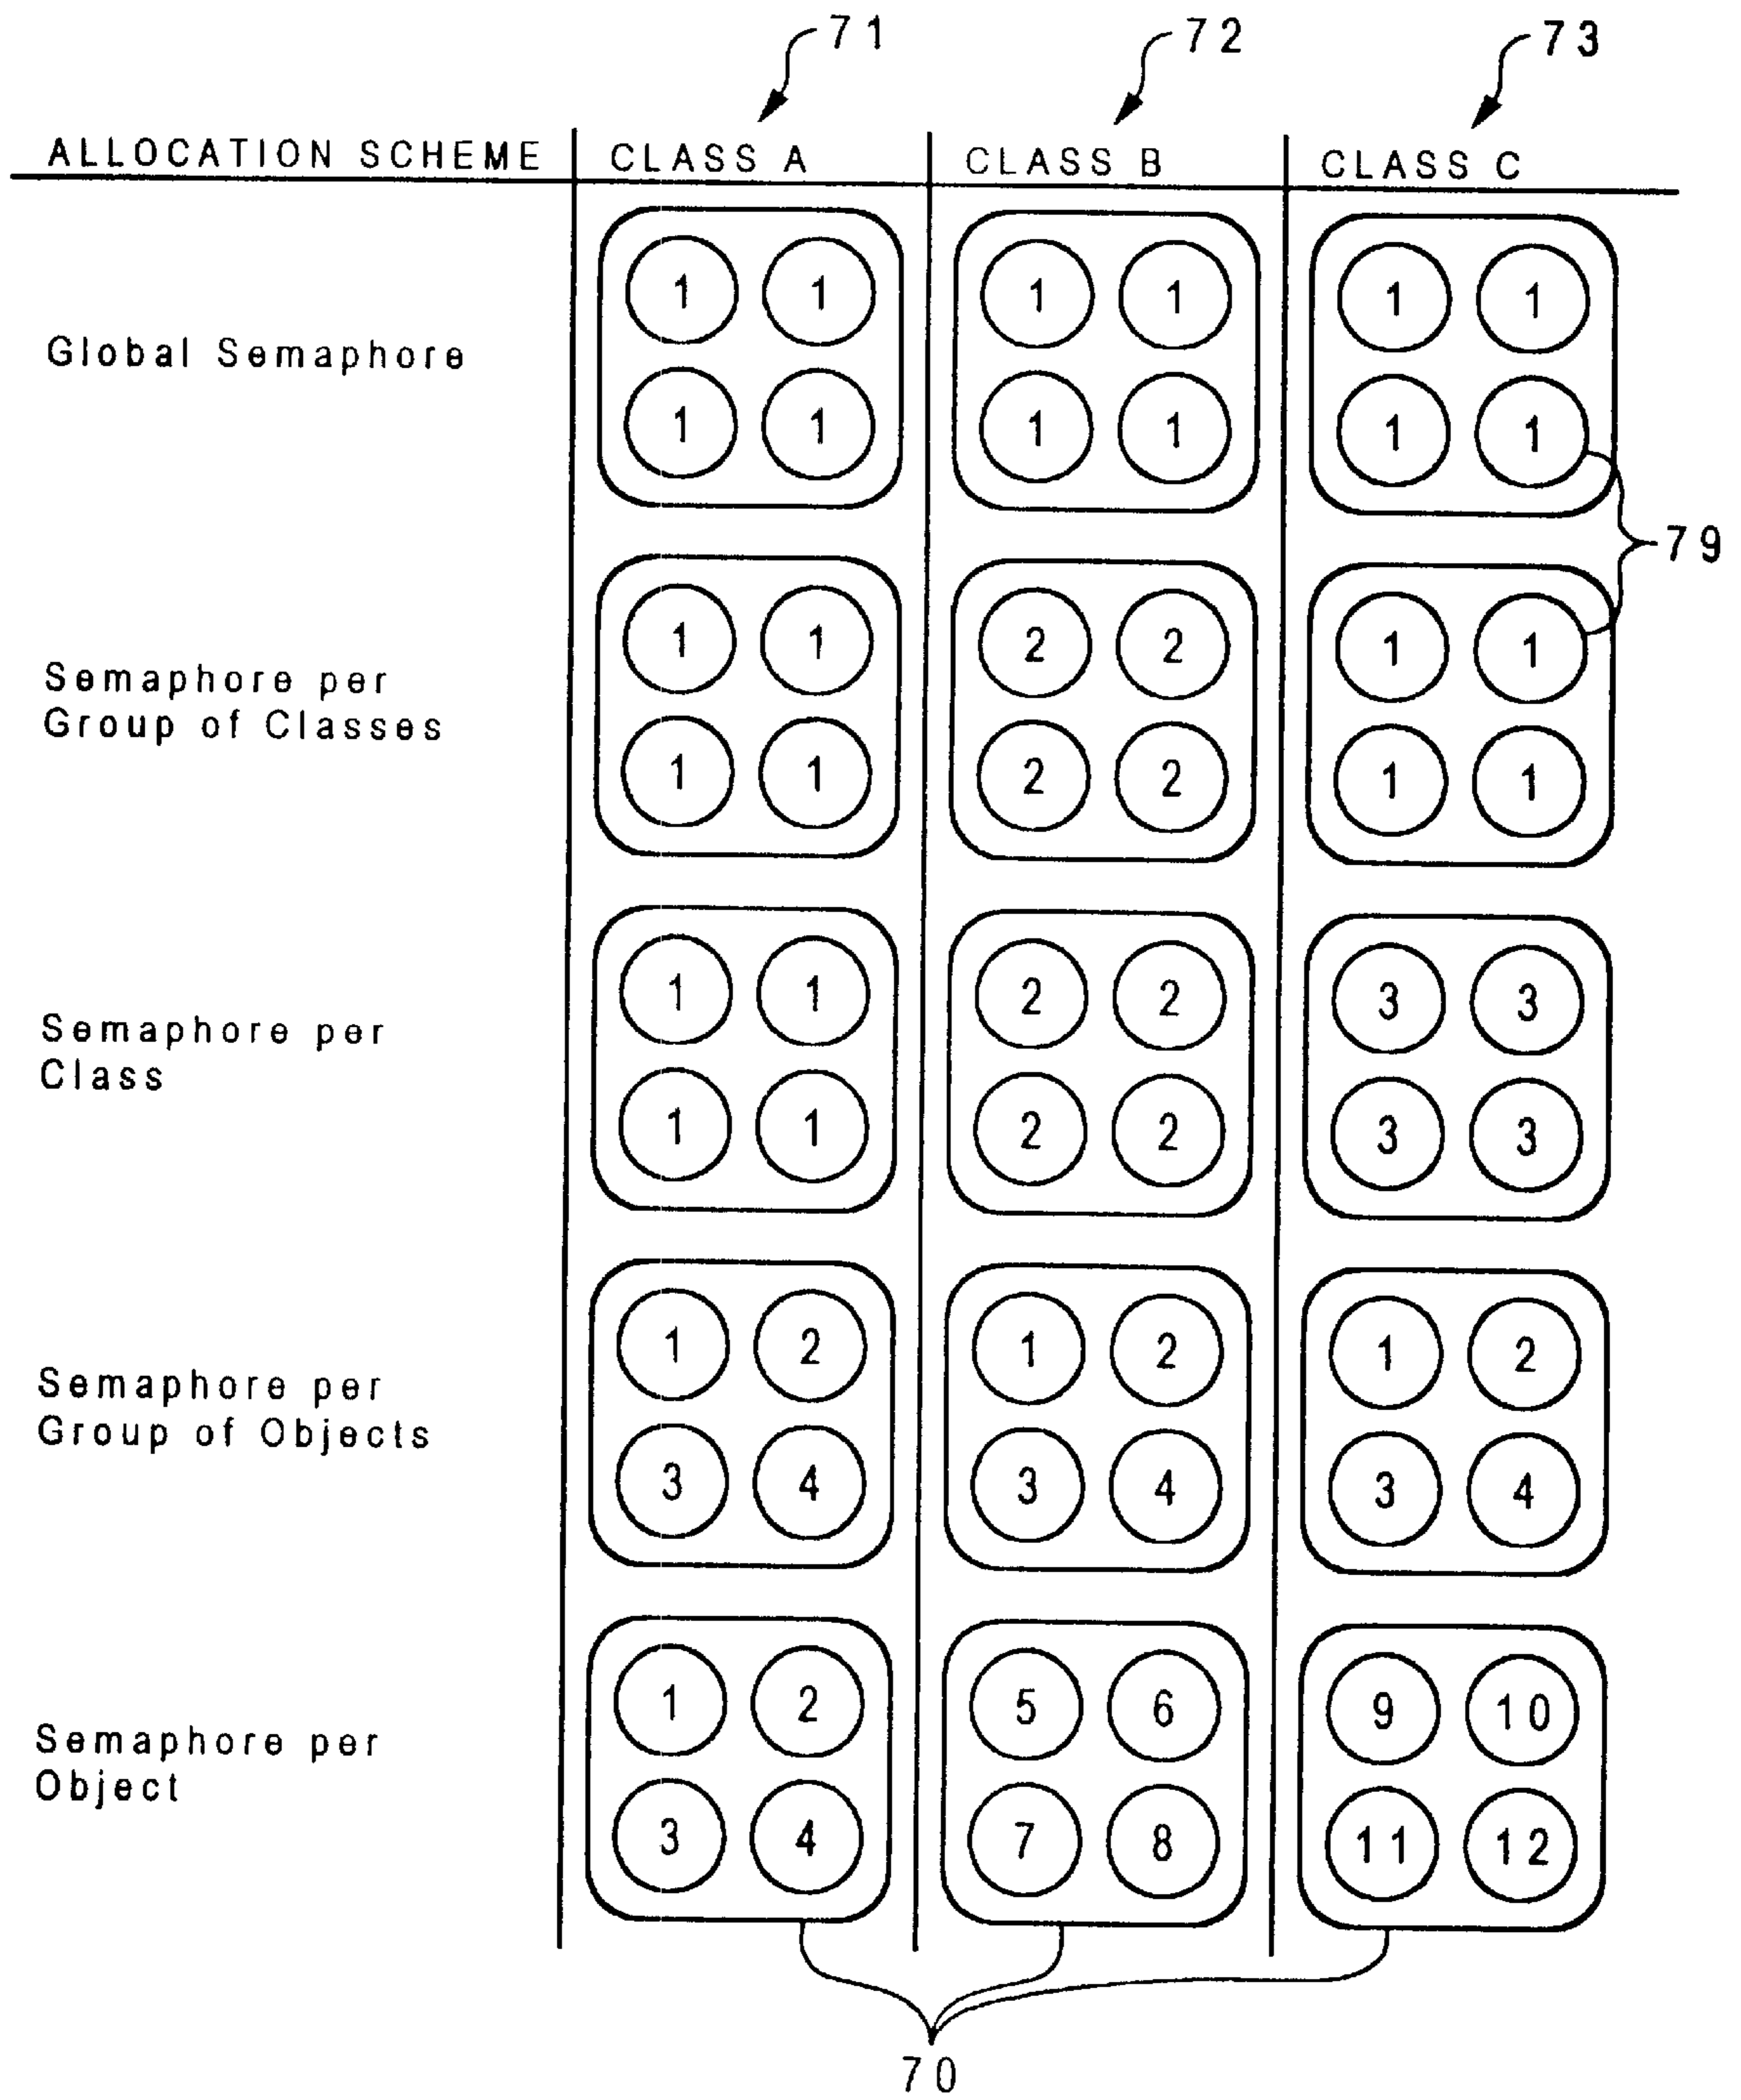 71 72 73
ALLOCATION SCHEME CLASS A CLASS B CLASS C
1 1 1 1 1 1
Global Semaphore
1 1 1 1 1 1
79
1 1 2 2 1 1
Semaphore per
Group of Classes
1 1 2 2 1 1
1 1 2 2 3 3
Semaphore per
Class
1 1 2 2 3 3
1 2 1 2 1 2
Semaphore per
Group of Objects
3 4 3 4 3 4
1 2 5 6 9 10
Semaphore per
Object
3 4 7 8 11 12
70